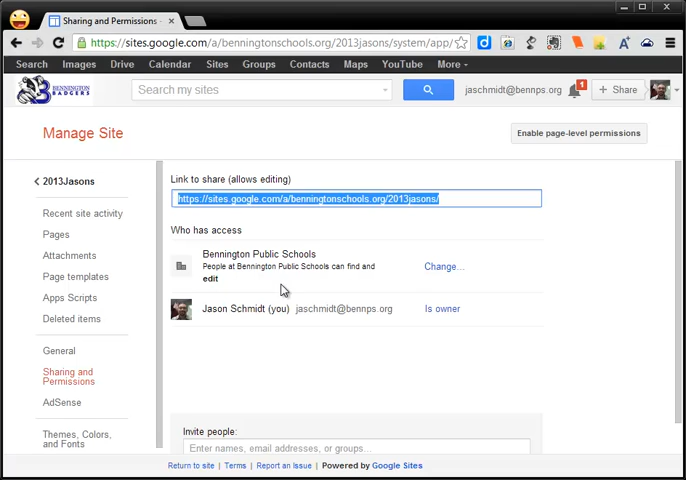 Sharing and Permissions -
https://sites.google.com/a/benningtonschools.org/2013jasons/system/app/
Search Images Drive Calendar Sites Groups Contacts Maps YouTube More
BENNINGTON
BADGERS
Search my sites
jaschmidt@bennps.org
1
+ Share
Manage Site
Enable page-level permissions
2013Jasons
Recent site activity
Pages
Attachments
Page templates
Apps Scripts
Deleted items
General
Sharing and
Permissions
AdSense
Themes, Colors,
and Fonts
Link to share (allows editing)
https://sites.google.com/a/benningtonschools.org/2013jasons/
Who has access
Bennington Public Schools
People at Bennington Public Schools can find and
edit
Change...
Jason Schmidt (you) jaschmidt@bennps.org
Is owner
Invite people:
Enter names, email addresses, or groups...
Return to site | Terms | Report an issue | Powered by Google Sites